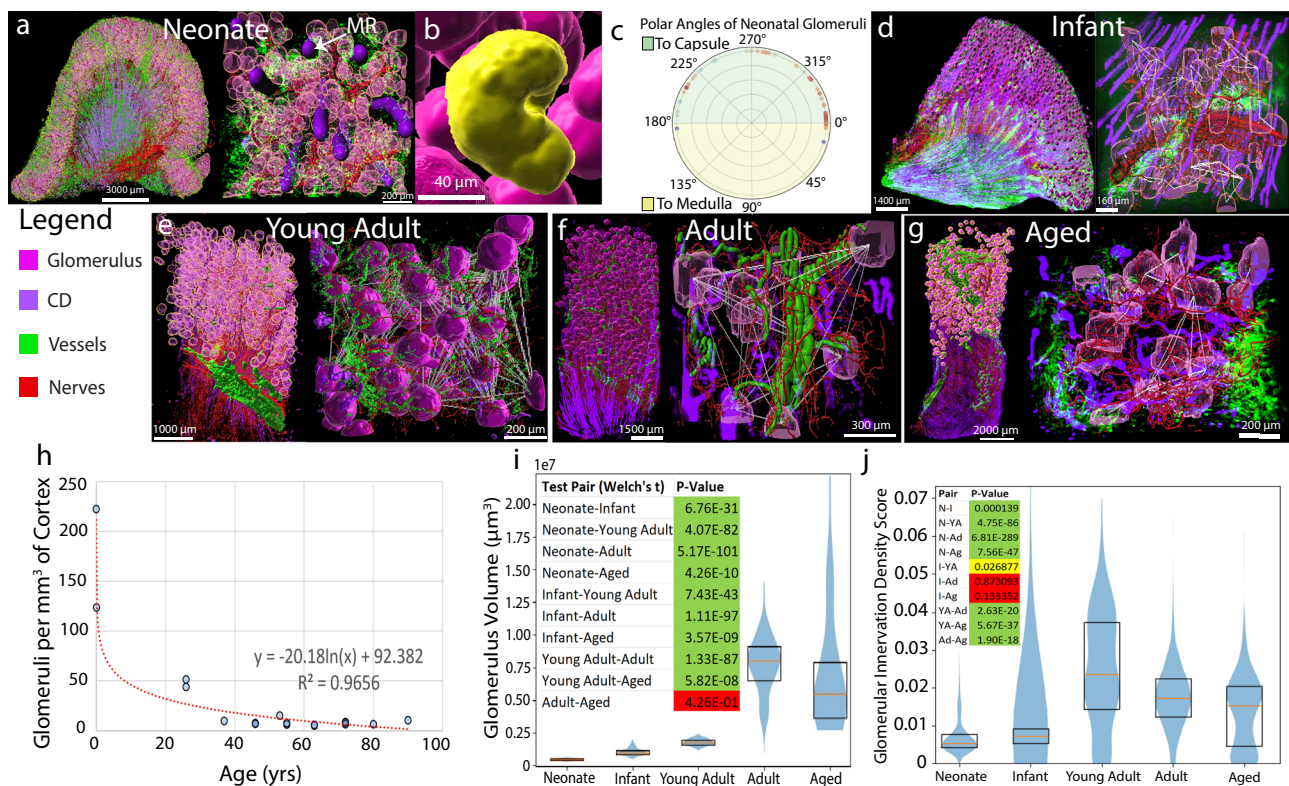 a
Neonate
MR
3000 µm
200 µm
b
40 µm
c
Polar Angles of Neonatal Glomeruli
To Capsule
270°
225°
315°
180°
0°
135°
45°
To Medulla
90°
d
Infant
1400 µm
160 µm
Legend
Glomerulus
CD
Vessels
Nerves
e
Young Adult
1000 µm
200 µm
f
Adult
1500 µm
300 µm
g
Aged
2000 µm
200 µm
h
Glomeruli per mm³ of Cortex
250
200
150
100
50
0
y = -20.18ln(x) + 92.382
R² = 0.9656
0 20 40 60 80 100
Age (yrs)
i
1e7
Glomerulus Volume (µm³)
2.00
1.75
1.50
1.25
1.00
0.75
0.50
0.25
0
Test Pair (Welch's t) P-Value
Neonate-Infant 6.76E-31
Neonate-Young Adult 4.07E-82
Neonate-Adult 5.17E-101
Neonate-Aged 4.26E-10
Infant-Young Adult 7.43E-43
Infant-Adult 1.11E-97
Infant-Aged 3.57E-09
Young Adult-Adult 1.33E-87
Young Adult-Aged 5.82E-08
Adult-Aged 4.26E-01
Neonate Infant Young Adult Adult Aged
j
Glomerular Innervation Density Score
0.07
0.06
0.05
0.04
0.03
0.02
0.01
0
Pair P-Value
N-I 0.000139
N-YA 4.75E-86
N-Ad 6.81E-289
N-Ag 7.56E-47
I-YA 0.026877
I-Ad 0.873093
I-Ag 0.133352
YA-Ad 2.63E-20
YA-Ag 5.67E-37
Ad-Ag 1.90E-18
Neonate Infant Young Adult Adult Aged